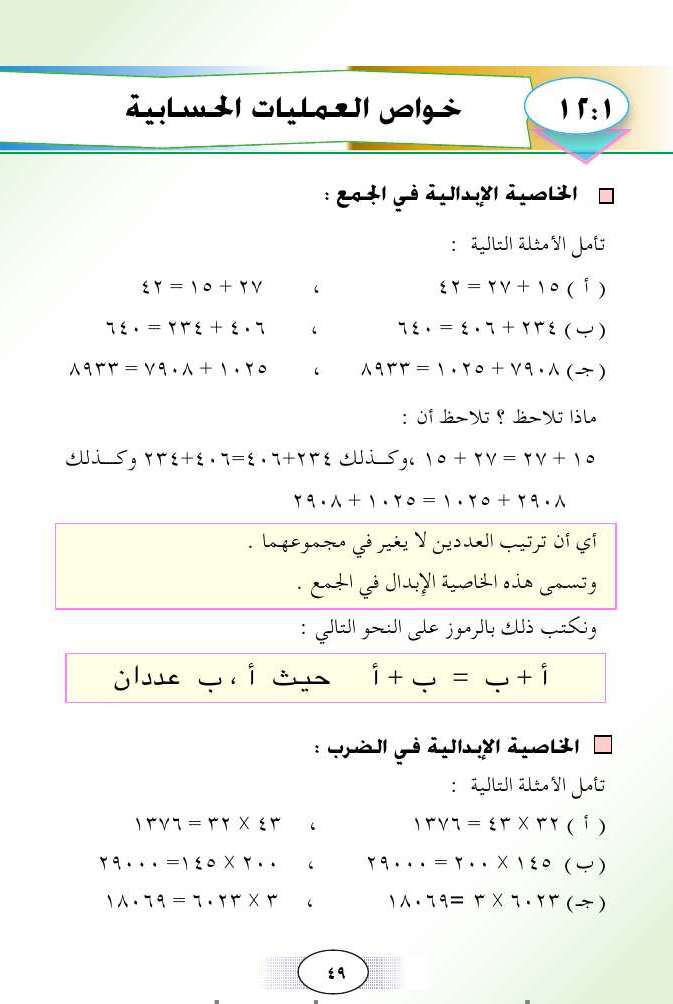 ١٢:١ خواص العمليات الحسابية
الخاصية الإبدالية في الجمع :
تأمل الأمثلة التالية :
( أ ) ١٥ + ٢٧ = ٤٢ ، ٢٧ + ١٥ = ٤٢
(ب) ٢٣٤ + ٤٠٦ = ٦٤٠ ، ٤٠٦ + ٢٣٤ = ٦٤٠
(جـ) ٧٩٠٨ + ١٠٢٥ = ٨٩٣٣ ، ١٠٢٥ + ٧٩٠٨ = ٨٩٣٣
ماذا تلاحظ ؟ تلاحظ أن :
١٥ + ٢٧ = ٢٧ + ١٥ ،وكــذلك ٢٣٤+٤٠٦=٤٠٦+٢٣٤ وكــذلك
٢٩٠٨ + ١٠٢٥ = ١٠٢٥ + ٢٩٠٨
أي أن ترتيب العددين لا يغير في مجموعهما .
وتسمى هذه الخاصية الإبدال في الجمع .
ونكتب ذلك بالرموز على النحو التالي :
أ + ب = ب + أ حيث أ ، ب عددان
الخاصية الإبدالية في الضرب :
تأمل الأمثلة التالية :
( أ ) ٣٢ × ٤٣ = ١٣٧٦ ، ٤٣ × ٣٢ = ١٣٧٦
(ب) ١٤٥ × ٢٠٠ = ٢٩٠٠٠ ، ٢٠٠ × ١٤٥ =٢٩٠٠٠
(جـ) ٦٠٢٣ × ٣ =١٨٠٦٩ ، ٣ × ٦٠٢٣ = ١٨٠٦٩
٤٩